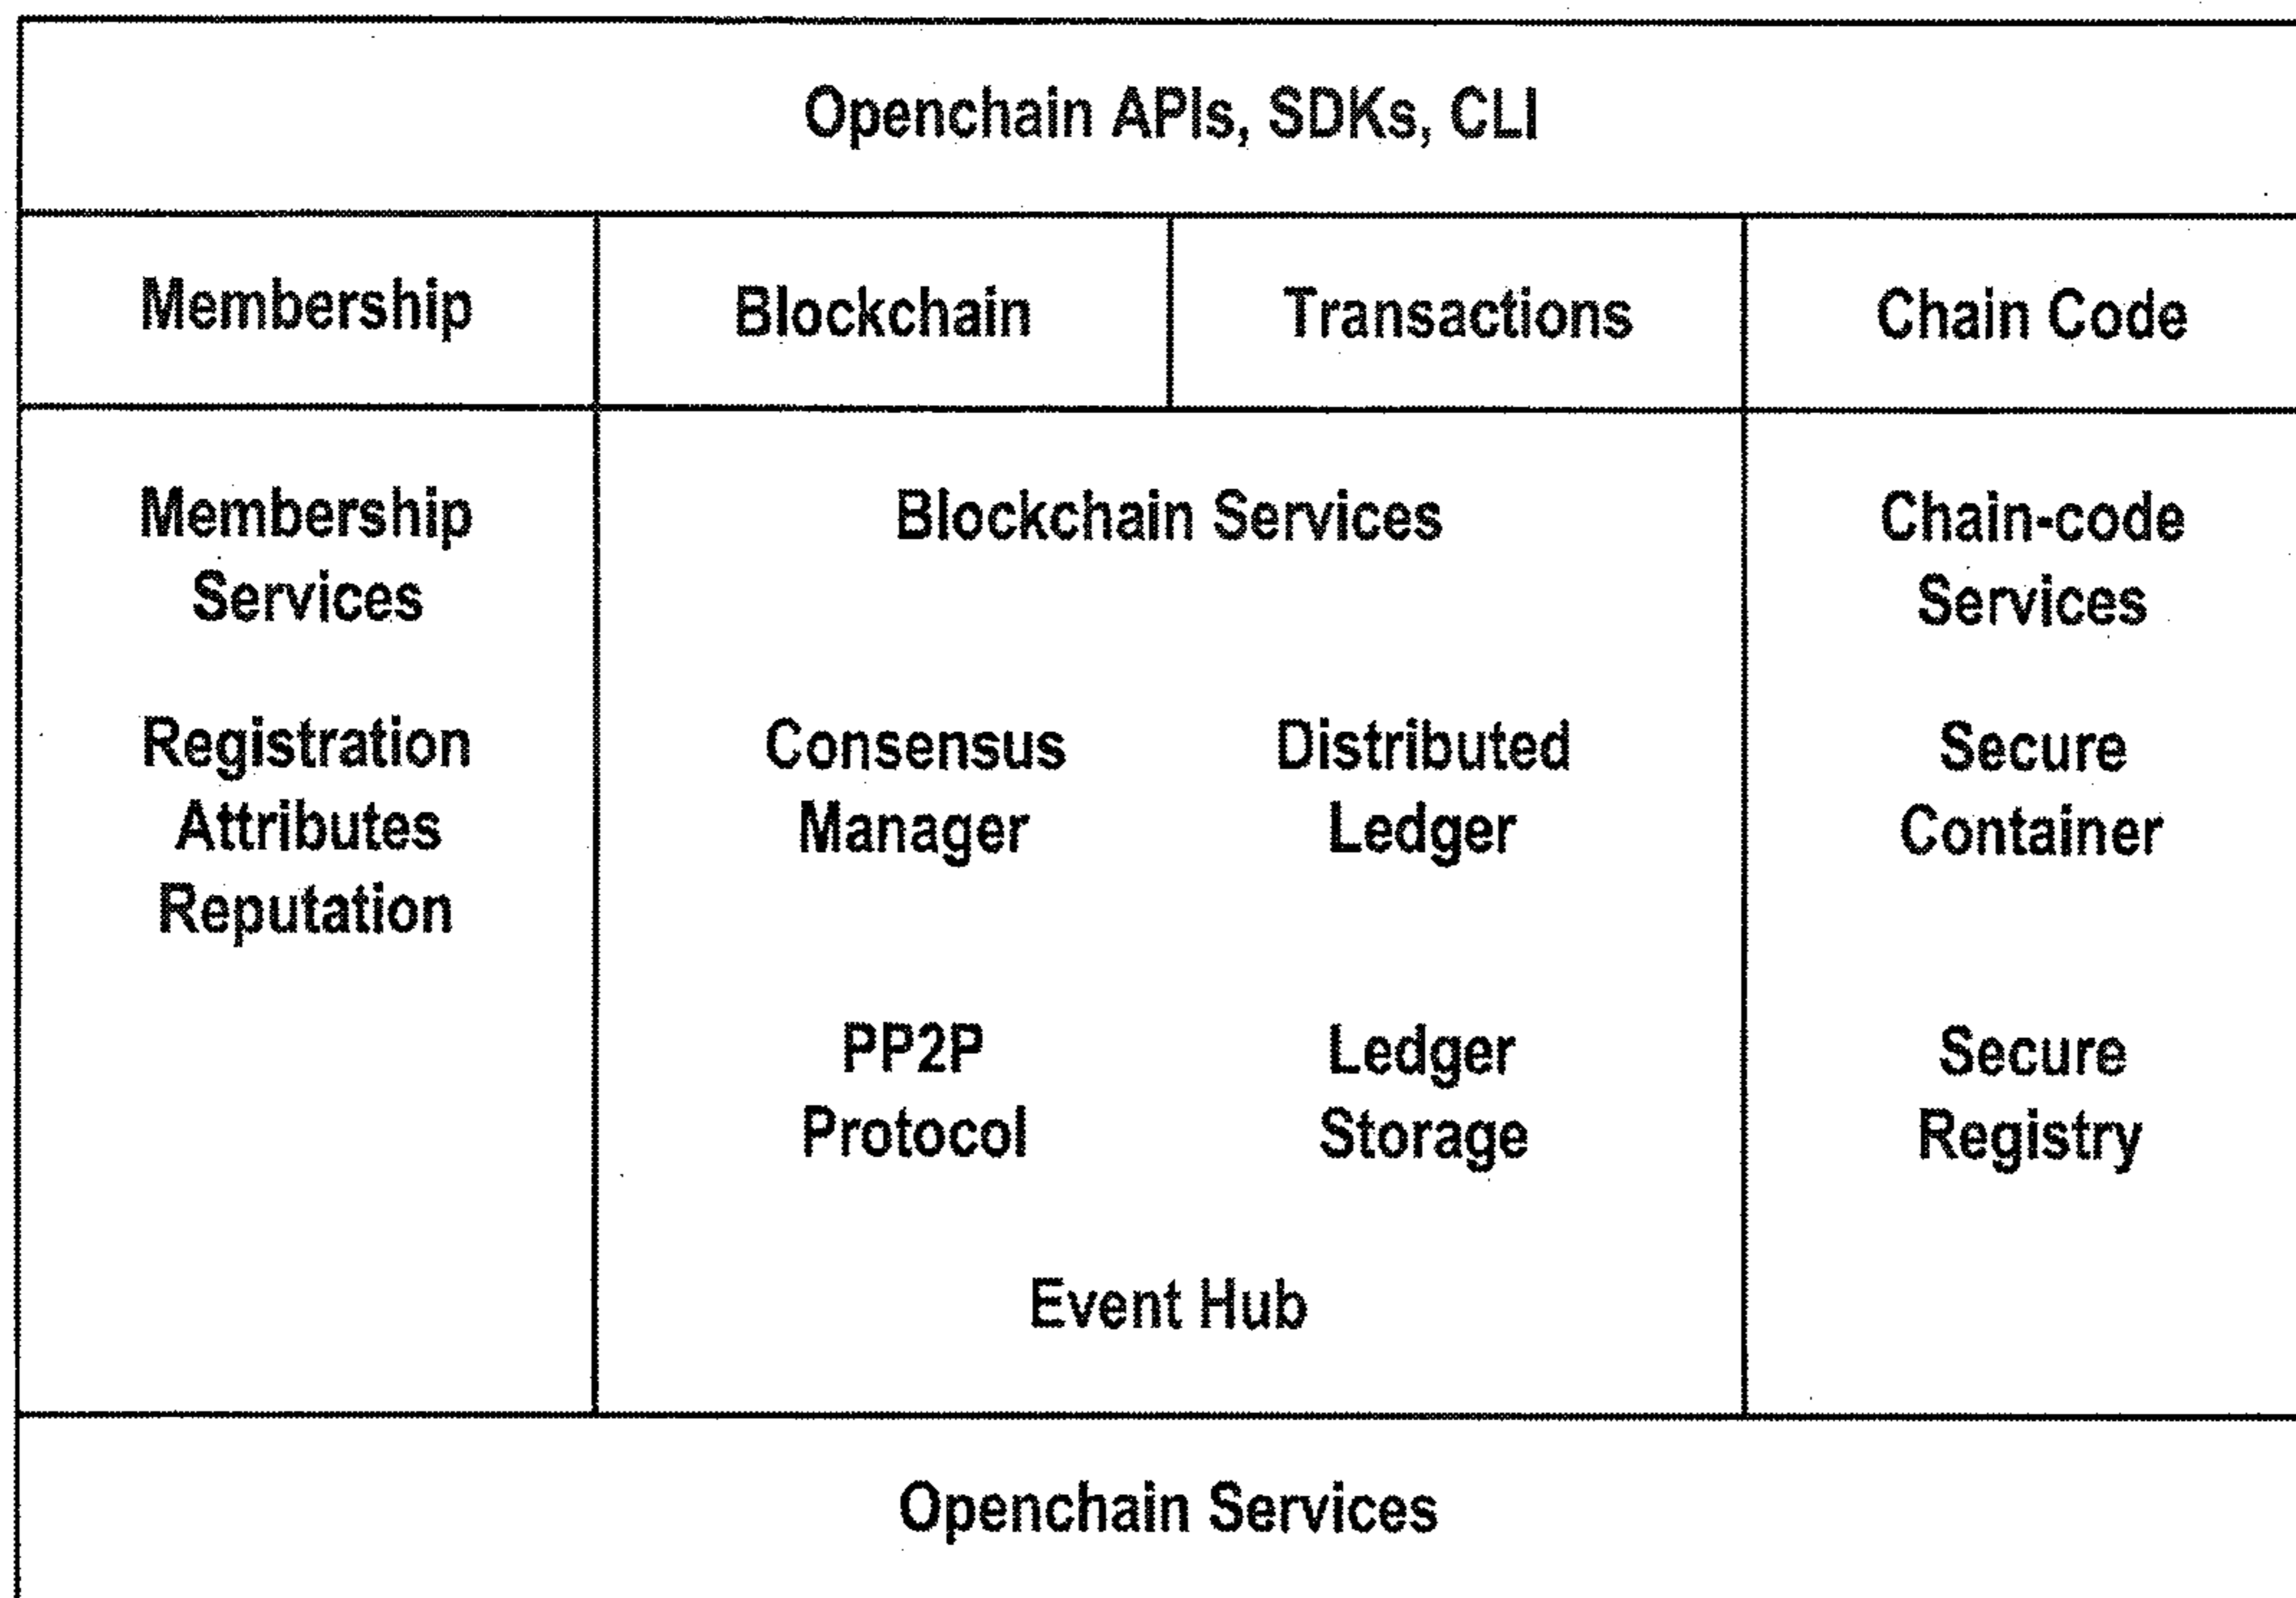 Openchain APIs, SDKs, CLI
Membership
Blockchain
Transactions
Chain Code
Membership
Services
Registration
Attributes
Reputation
Blockchain Services
Consensus
Manager
Distributed
Ledger
PP2P
Protocol
Ledger
Storage
Event Hub
Chain-code
Services
Secure
Container
Secure
Registry
Openchain Services